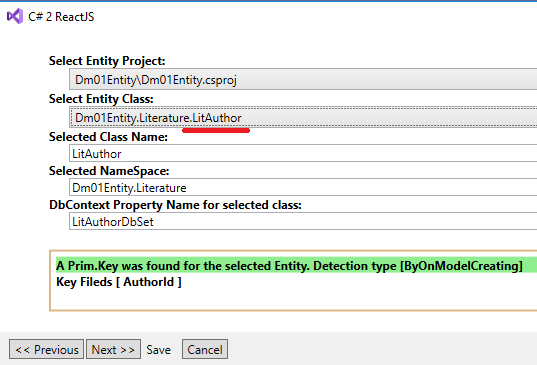 C# 2 ReactJS
Select Entity Project:
Dm01Entity\Dm01Entity.csproj
Select Entity Class:
Dm01Entity.Literature.LitAuthor
Selected Class Name:
LitAuthor
Selected NameSpace:
Dm01Entity.Literature
DbContext Property Name for selected class:
LitAuthorDbSet
A Prim.Key was found for the selected Entity. Detection type [ByOnModelCreating]
Key Fileds [ AuthorId ]
<< Previous Next >> Save Cancel